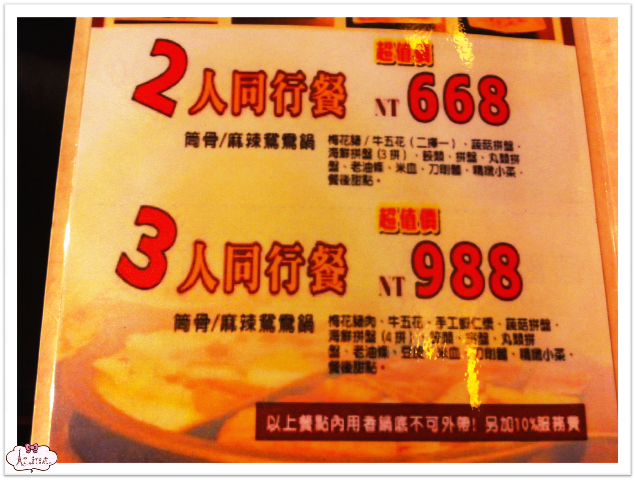 2人同行餐 超值價 NT 668
筒骨/麻辣鴛鴦鍋
梅花豬/牛五花(二擇一)、蔬菇拼盤、
海鮮拼盤(3拼)、餃類、拼盤、丸類拼
盤、老油條、米血、刀削麵、精緻小菜、
餐後甜點。
3人同行餐 超值價 NT 988
筒骨/麻辣鴛鴦鍋
梅花豬肉、牛五花、手工蝦仁漿、蔬菇拼盤、
海鮮拼盤(4拼)、餃類、拼盤、丸類拼
盤、老油條、豆皮、米血、刀削麵、精緻小菜、
餐後甜點。
以上餐點內用香鍋底不可外帶! 另加10%服務費